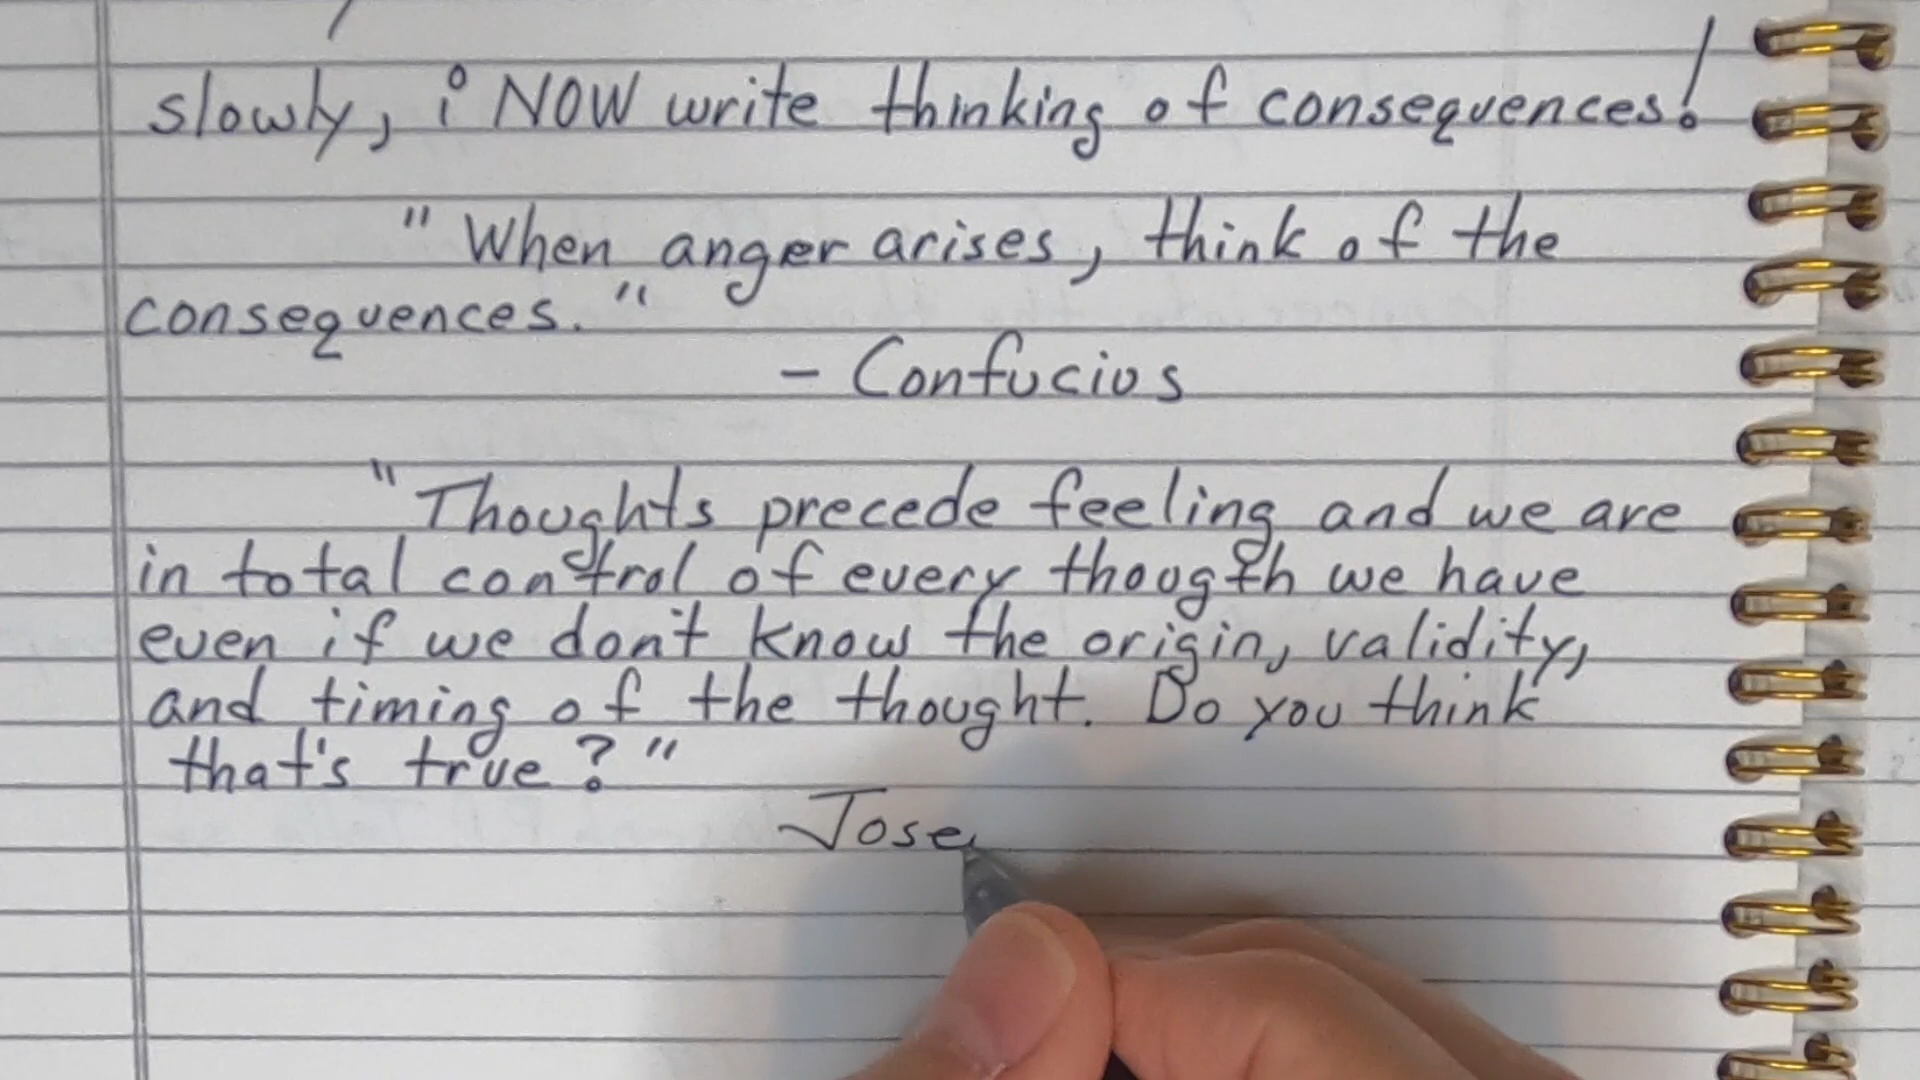 slowly, i NOW write thinking of consequences!
"When anger arises, think of the
consequences."
- Confucius
"Thoughts precede feeling and we are
in total control of every thougth we have
even if we don't know the origin, validity,
and timing of the thought. Do you think
that's true?"
Jose